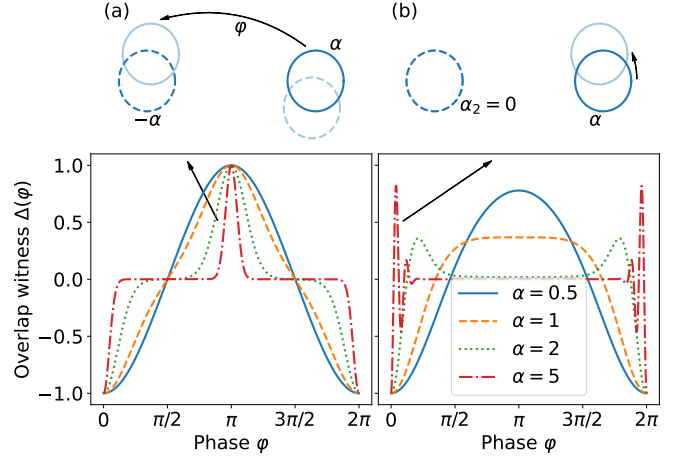 (a)
φ
α
−α
(b)
α₂ = 0
α
Overlap witness Δ(φ)
1.0
0.5
0.0
−0.5
−1.0
0 π/2 π 3π/2 2π
Phase φ
α = 0.5
α = 1
α = 2
α = 5
0 π/2 π 3π/2 2π
Phase φ